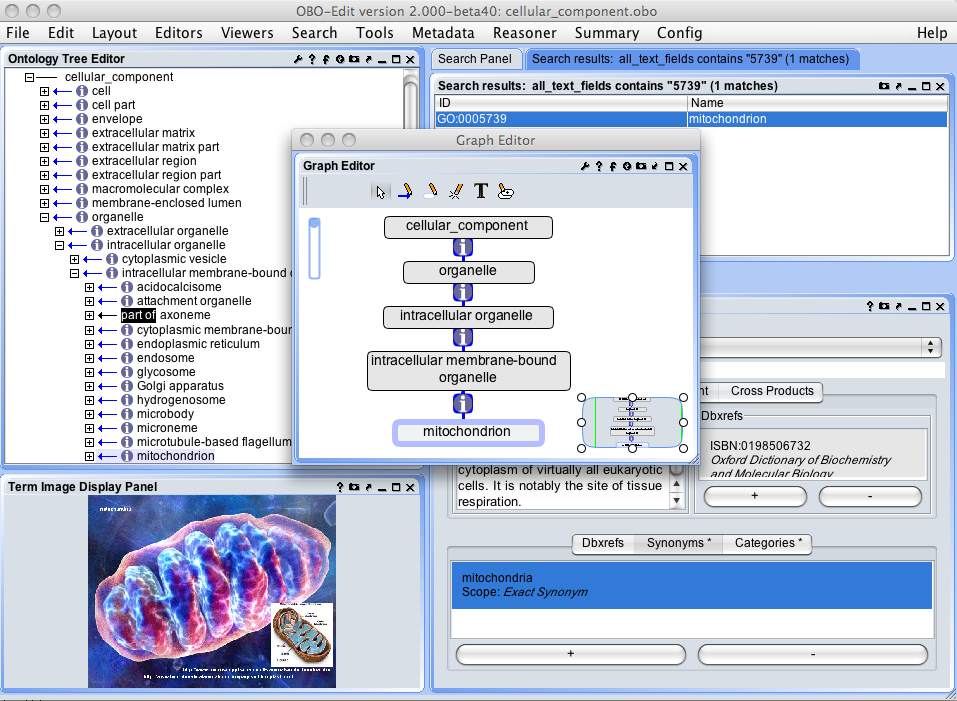 OBO-Edit version 2.000-beta40: cellular_component.obo
File Edit Layout Editors Viewers Search Tools Metadata Reasoner Summary Config Help
Ontology Tree Editor
cellular_component
cell
cell part
envelope
extracellular matrix
extracellular matrix part
extracellular region
extracellular region part
macromolecular complex
membrane-enclosed lumen
organelle
extracellular organelle
intracellular organelle
cytoplasmic vesicle
intracellular membrane-bound
acidocalcisome
attachment organelle
part of axoneme
cytoplasmic membrane-bour
endoplasmic reticulum
endosome
glycosome
Golgi apparatus
hydrogenosome
microbody
microneme
microtubule-based flagellum
mitochondrion
Search Panel
Search results: all_text_fields contains "5739" (1 matches)
Search results: all_text_fields contains "5739" (1 matches)
ID Name
GO:0005739 mitochondrion
Graph Editor
Graph Editor
T
cellular_component
i
organelle
i
intracellular organelle
i
intracellular membrane-bound
organelle
i
mitochondrion
nt Cross Products
Dbxrefs
ISBN:0198506732
Oxford Dictionary of Biochemistry
and Molecular Biology
+ -
cytoplasm of virtually all eukaryotic
cells. It is notably the site of tissue
respiration.
Term Image Display Panel
mitochondria
Dbxrefs Synonyms * Categories *
mitochondria
Scope: Exact Synonym
+ -